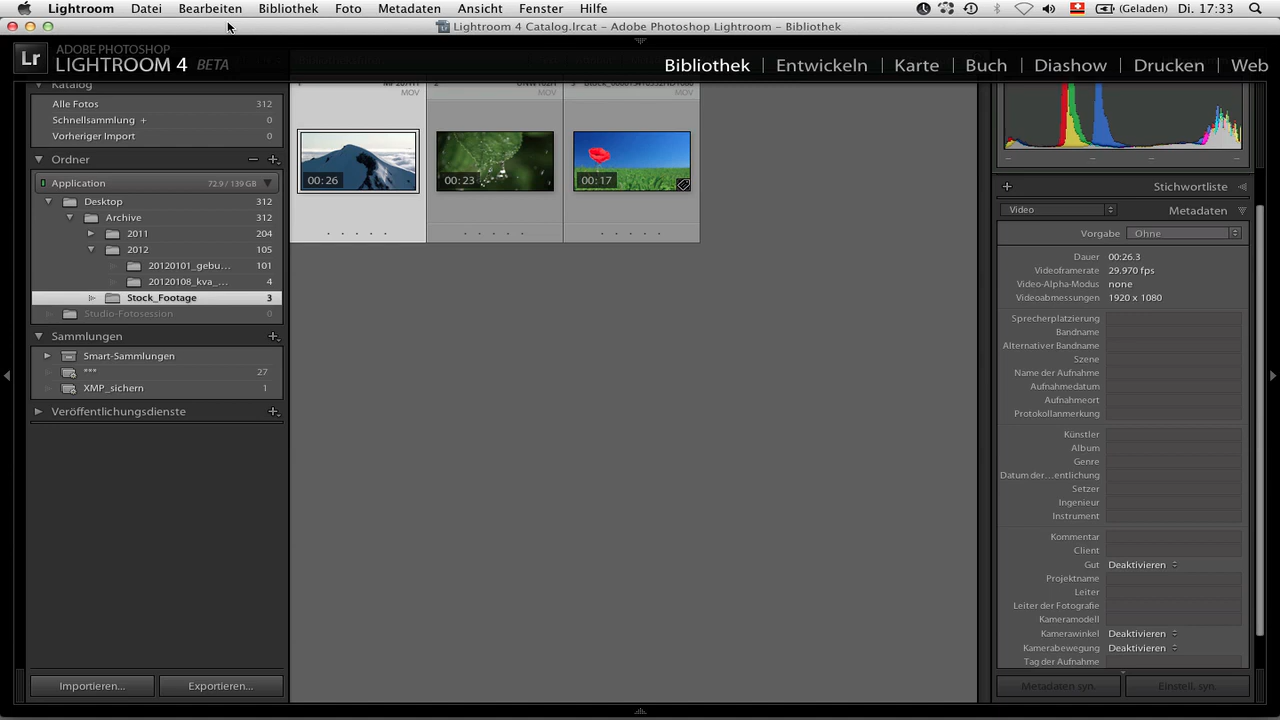 Lightroom Datei Bearbeiten Bibliothek Foto Metadaten Ansicht Fenster Hilfe (Geladen) Di. 17:33
Lightroom 4 Catalog.lrcat – Adobe Photoshop Lightroom – Bibliothek
Lr ADOBE PHOTOSHOP
LIGHTROOM 4 BETA
Bibliothek | Entwickeln | Karte | Buch | Diashow | Drucken | Web
Katalog
Alle Fotos 312
Schnellsammlung + 0
Vorheriger Import 0
Ordner
Application 72.9 / 139 GB
Desktop 312
Archive 312
2011 204
2012 105
20120101_gebu... 101
20120108_kva_... 4
Stock_Footage 3
Studio-Fotosession 0
Sammlungen
Smart-Sammlungen
*** 27
XMP_sichern 1
Veröffentlichungsdienste
Importieren...
Exportieren...
MOV
MOV
MOV
00:26
00:23
00:17
Stichwortliste
Video
Metadaten
Vorgabe Ohne
Dauer 00:26.3
Videoframerate 29.970 fps
Video-Alpha-Modus none
Videoabmessungen 1920 x 1080
Sprecherplatzierung
Bandname
Alternativer Bandname
Szene
Name der Aufnahme
Aufnahmedatum
Aufnahmeort
Protokollanmerkung
Künstler
Album
Genre
Datum der...entlichung
Setzer
Ingenieur
Instrument
Kommentar
Client
Gut Deaktivieren
Projektname
Leiter
Leiter der Fotografie
Kameramodell
Kamerawinkel Deaktivieren
Kamerabewegung Deaktivieren
Tag der Aufnahme
Metadaten syn.
Einstell. syn.